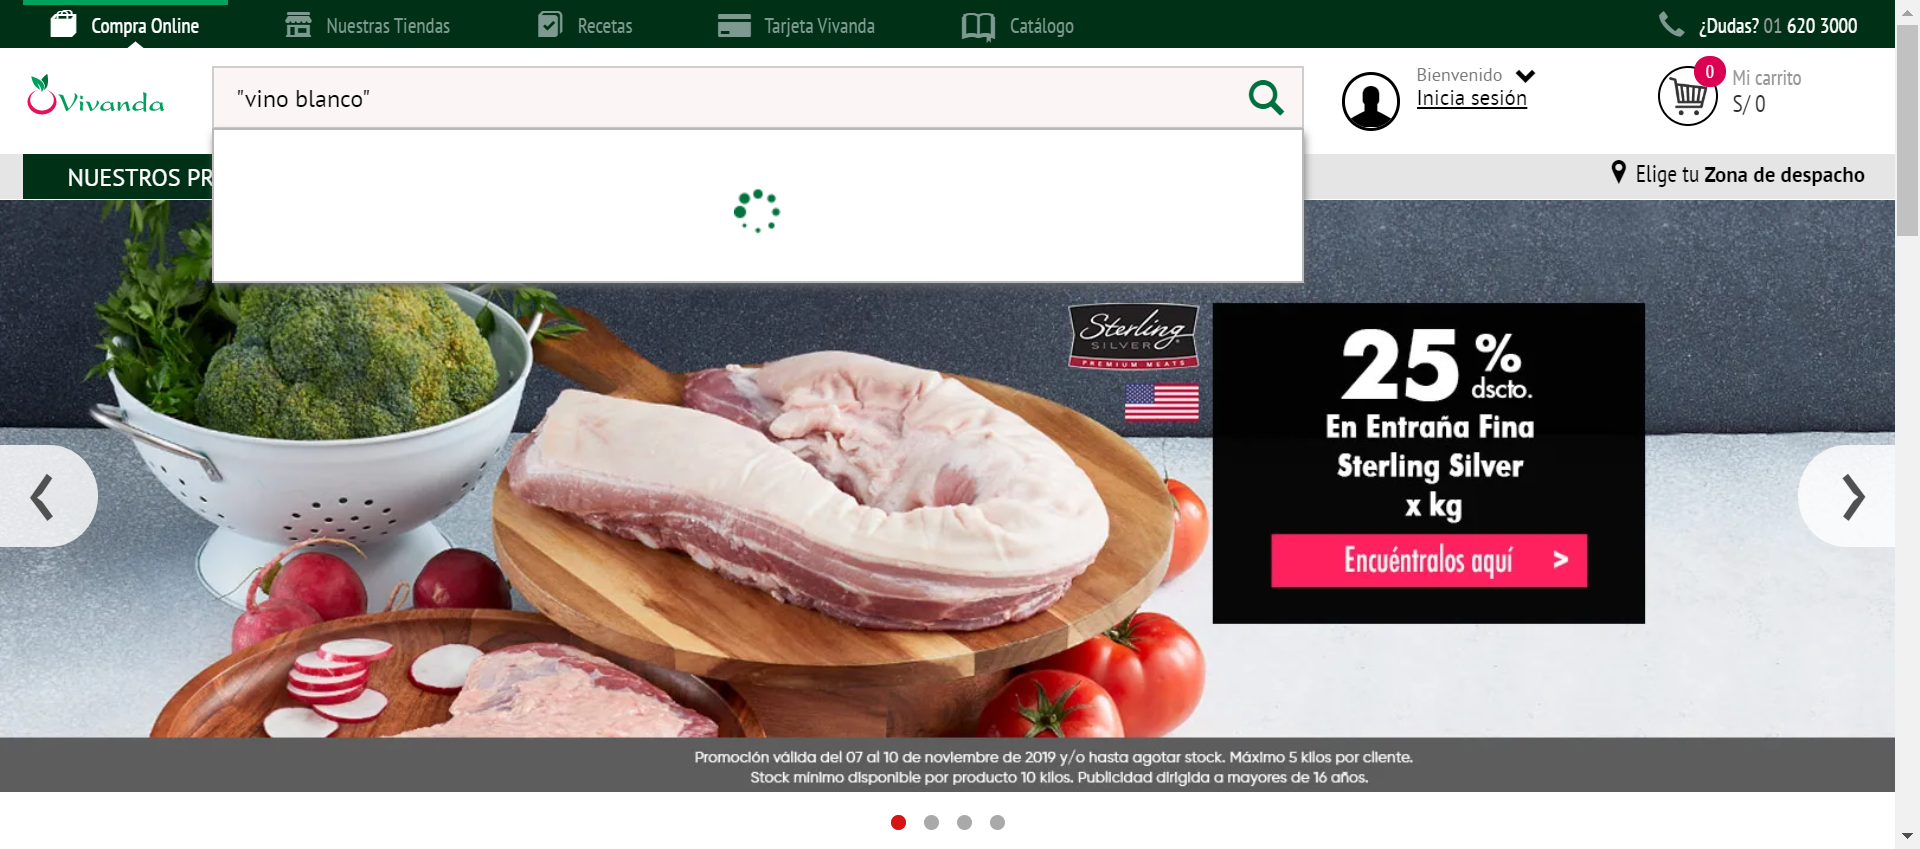 Compra Online
Nuestras Tiendas
Recetas
Tarjeta Vivanda
Catálogo
¿Dudas? 01 620 3000
Vivanda
"vino blanco"
Bienvenido
Inicia sesión
0
Mi carrito
S/ 0
NUESTROS PR
Elige tu Zona de despacho
Sterling
SILVER
PREMIUM MEATS
25 % dscto.
En Entraña Fina
Sterling Silver
x kg
Encuéntralos aquí >
Promoción válida del 07 al 10 de noviembre de 2019 y/o hasta agotar stock. Máximo 5 kilos por cliente.
Stock mínimo disponible por producto 10 kilos. Publicidad dirigida a mayores de 16 años.